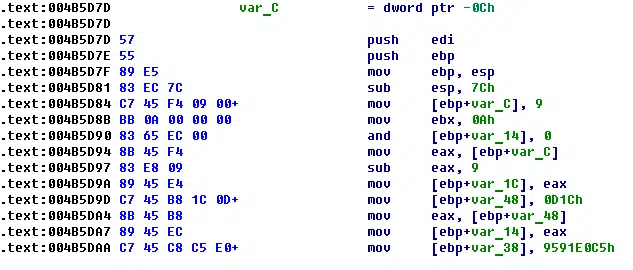 .text:004B5D7D var_C = dword ptr -0Ch
.text:004B5D7D
.text:004B5D7D 57 push edi
.text:004B5D7E 55 push ebp
.text:004B5D7F 89 E5 mov ebp, esp
.text:004B5D81 83 EC 7C sub esp, 7Ch
.text:004B5D84 C7 45 F4 09 00+ mov [ebp+var_C], 9
.text:004B5D8B BB 0A 00 00 00 mov ebx, 0Ah
.text:004B5D90 83 65 EC 00 and [ebp+var_14], 0
.text:004B5D94 8B 45 F4 mov eax, [ebp+var_C]
.text:004B5D97 83 E8 09 sub eax, 9
.text:004B5D9A 89 45 E4 mov [ebp+var_1C], eax
.text:004B5D9D C7 45 B8 1C 0D+ mov [ebp+var_48], 0D1Ch
.text:004B5DA4 8B 45 B8 mov eax, [ebp+var_48]
.text:004B5DA7 89 45 EC mov [ebp+var_14], eax
.text:004B5DAA C7 45 C8 C5 E0+ mov [ebp+var_38], 9591E0C5h